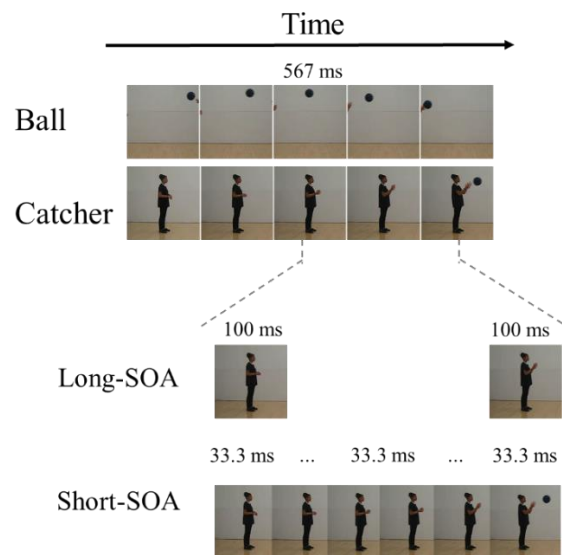 Time
567 ms
Ball
Catcher
100 ms 100 ms
Long-SOA
33.3 ms ... 33.3 ms ... 33.3 ms
Short-SOA